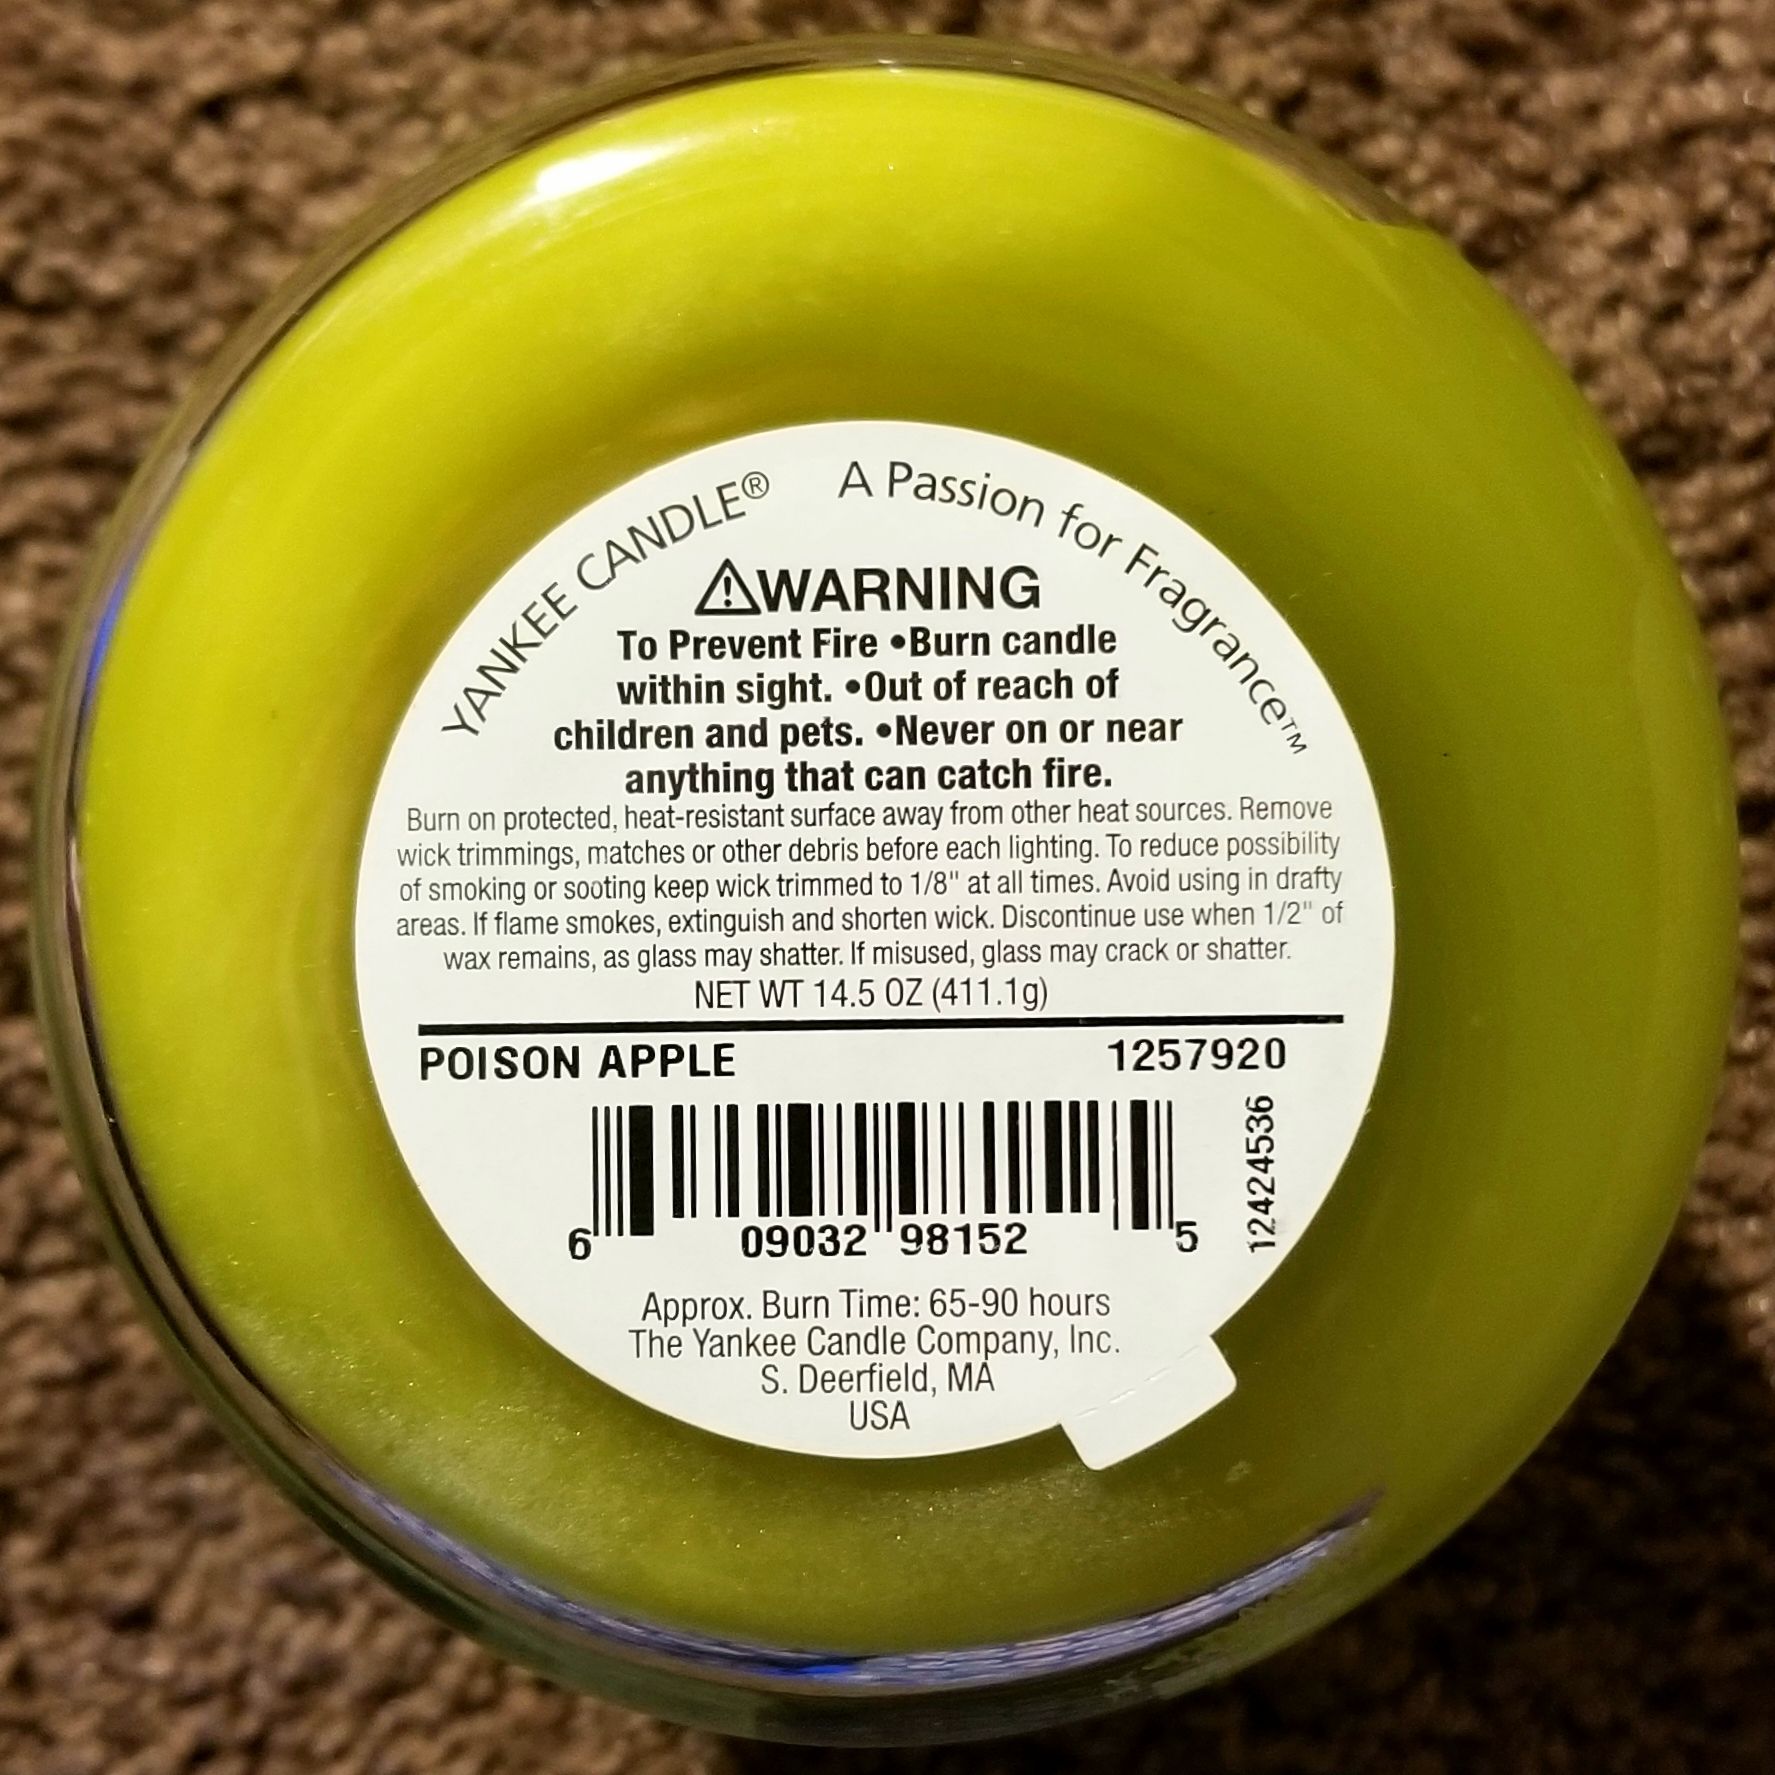 YANKEE CANDLE® A Passion for Fragrance™
⚠WARNING
To Prevent Fire •Burn candle
within sight. •Out of reach of
children and pets. •Never on or near
anything that can catch fire.
Burn on protected, heat-resistant surface away from other heat sources. Remove
wick trimmings, matches or other debris before each lighting. To reduce possibility
of smoking or sooting keep wick trimmed to 1/8" at all times. Avoid using in drafty
areas. If flame smokes, extinguish and shorten wick. Discontinue use when 1/2" of
wax remains, as glass may shatter. If misused, glass may crack or shatter.
NET WT 14.5 OZ (411.1g)
POISON APPLE 1257920
6 09032 98152 5
12424536
Approx. Burn Time: 65-90 hours
The Yankee Candle Company, Inc.
S. Deerfield, MA
USA